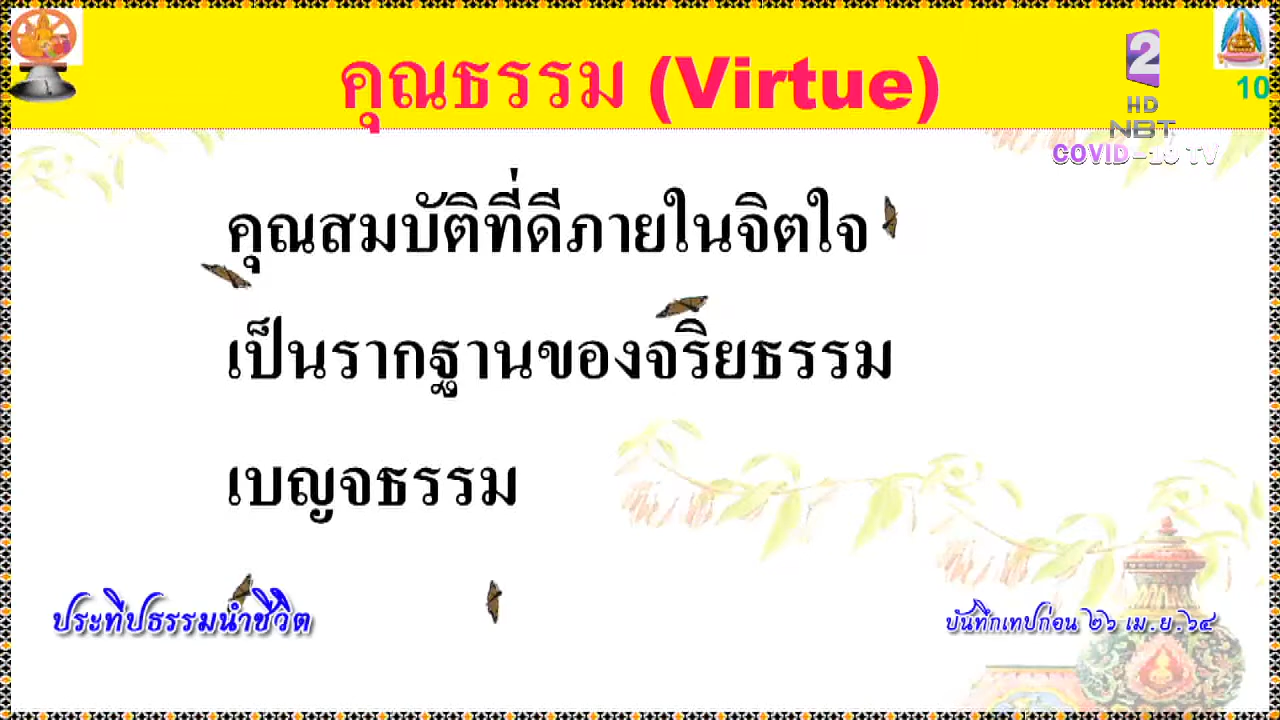 คุณธรรม (Virtue)
2
HD
NBT
10
COVID-19 TV
คุณสมบัติที่ดีภายในจิตใจ
เป็นรากฐานของจริยธรรม
เบญจธรรม
ประทีปธรรมนำชีวิต
บันทึกเทปก่อน ๒๖ เม.ย.๖๔